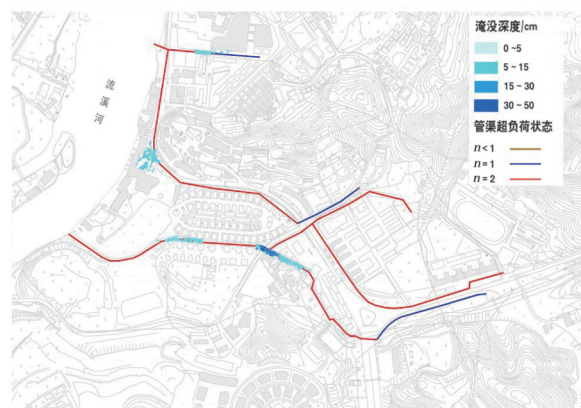 淹没深度/cm
0 ~5
5 ~ 15
15 ~ 30
30 ~ 50
管渠超负荷状态
n < 1
n = 1
n = 2
流溪河